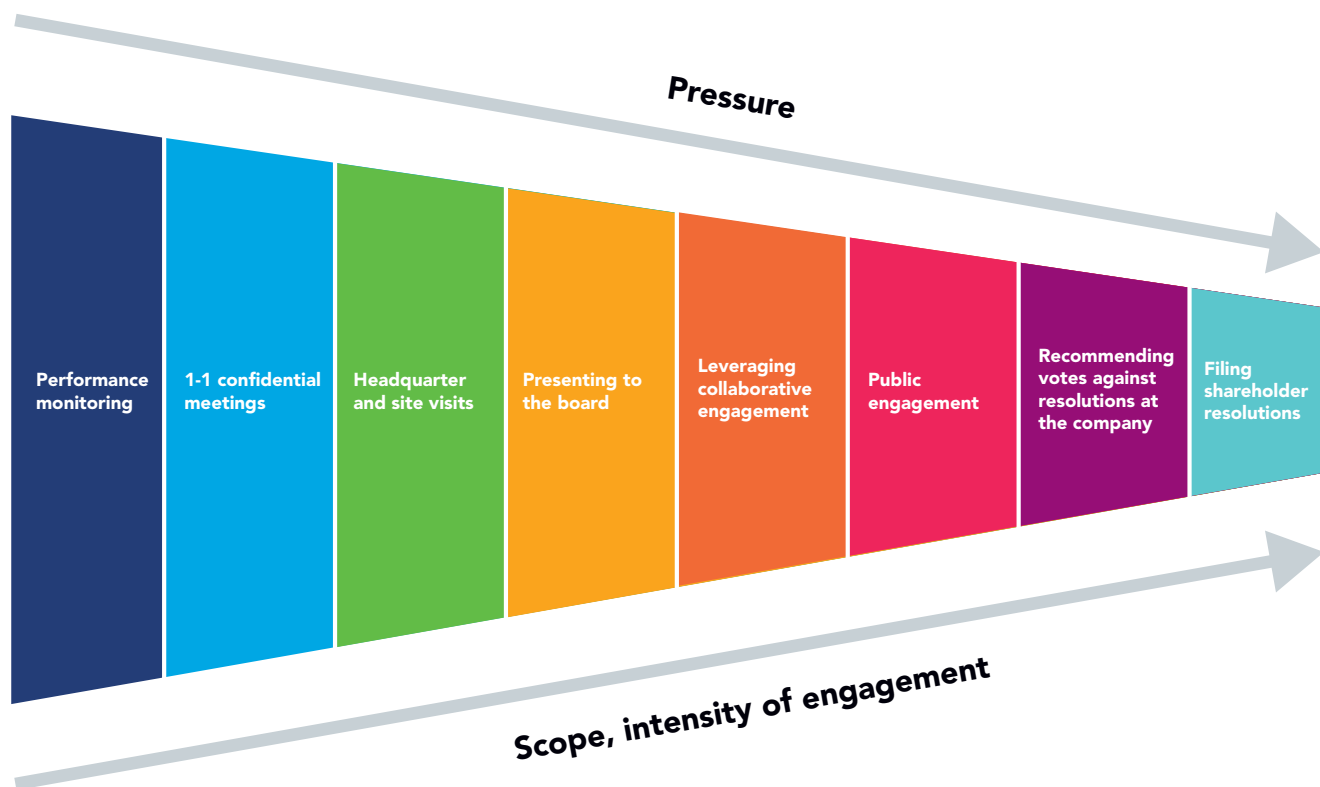 Pressure
Performance
monitoring
1-1 confidential
meetings
Headquarter
and site visits
Presenting to
the board
Leveraging
collaborative
engagement
Public
engagement
Recommending
votes against
resolutions at
the company
Filing
shareholder
resolutions
Scope, intensity of engagement